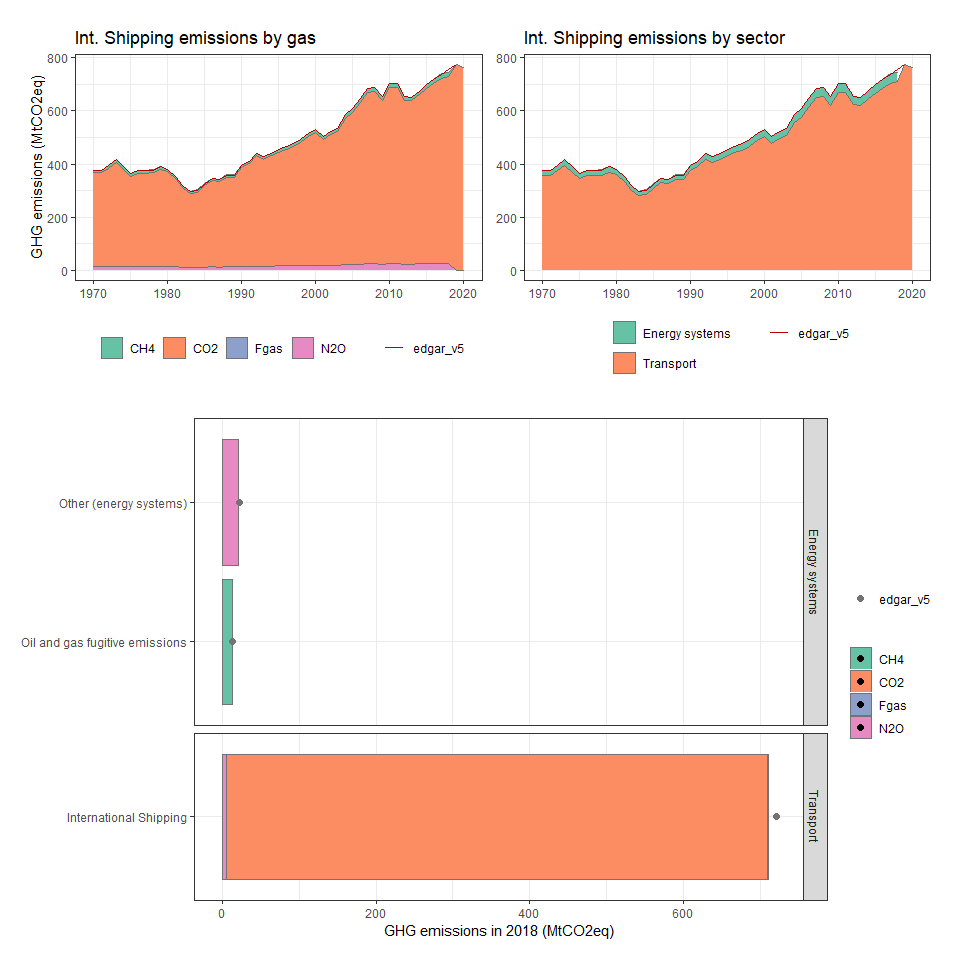 Int. Shipping emissions by gas
GHG emissions (MtCO2eq)
800
600
400
200
0
1970 1980 1990 2000 2010 2020
CH4 CO2 Fgas N2O edgar_v5
Int. Shipping emissions by sector
800
600
400
200
0
1970 1980 1990 2000 2010 2020
Energy systems edgar_v5
Transport
Other (energy systems)
Oil and gas fugitive emissions
Energy systems
International Shipping
Transport
0 200 400 600
GHG emissions in 2018 (MtCO2eq)
edgar_v5
CH4
CO2
Fgas
N2O